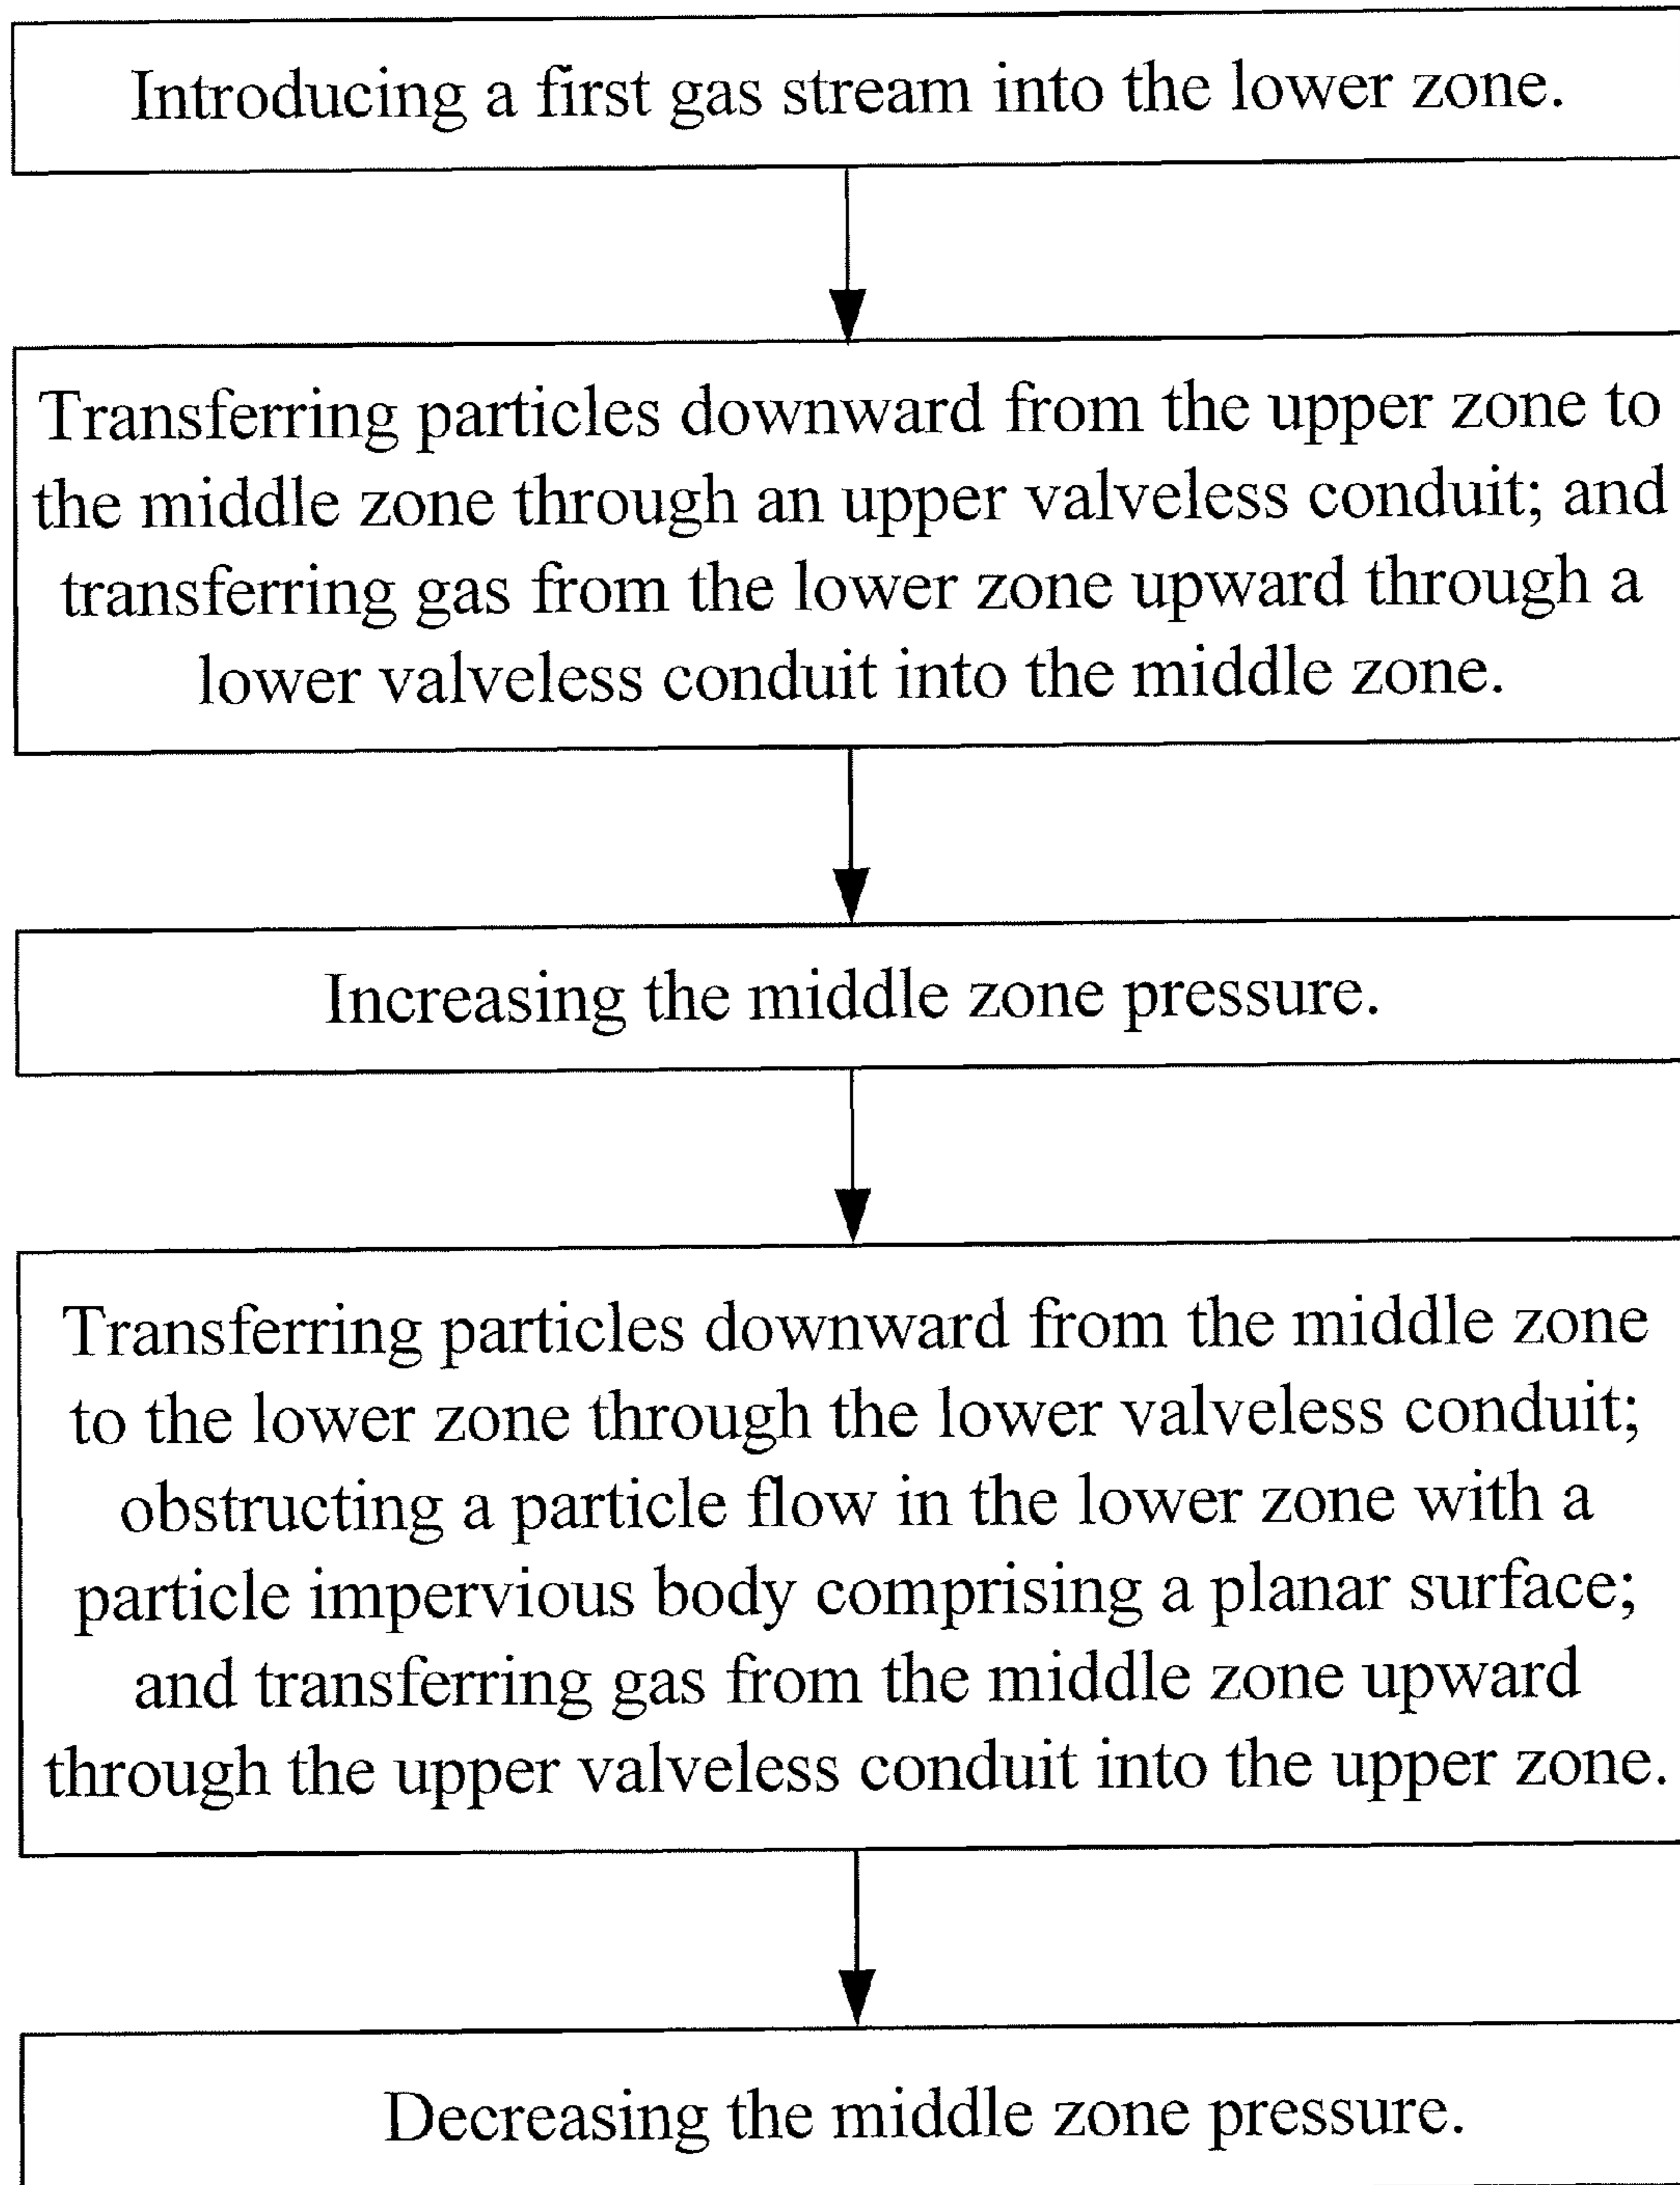 Introducing a first gas stream into the lower zone.
Transferring particles downward from the upper zone to
the middle zone through an upper valveless conduit; and
transferring gas from the lower zone upward through a
lower valveless conduit into the middle zone.
Increasing the middle zone pressure.
Transferring particles downward from the middle zone
to the lower zone through the lower valveless conduit;
obstructing a particle flow in the lower zone with a
particle impervious body comprising a planar surface;
and transferring gas from the middle zone upward
through the upper valveless conduit into the upper zone.
Decreasing the middle zone pressure.